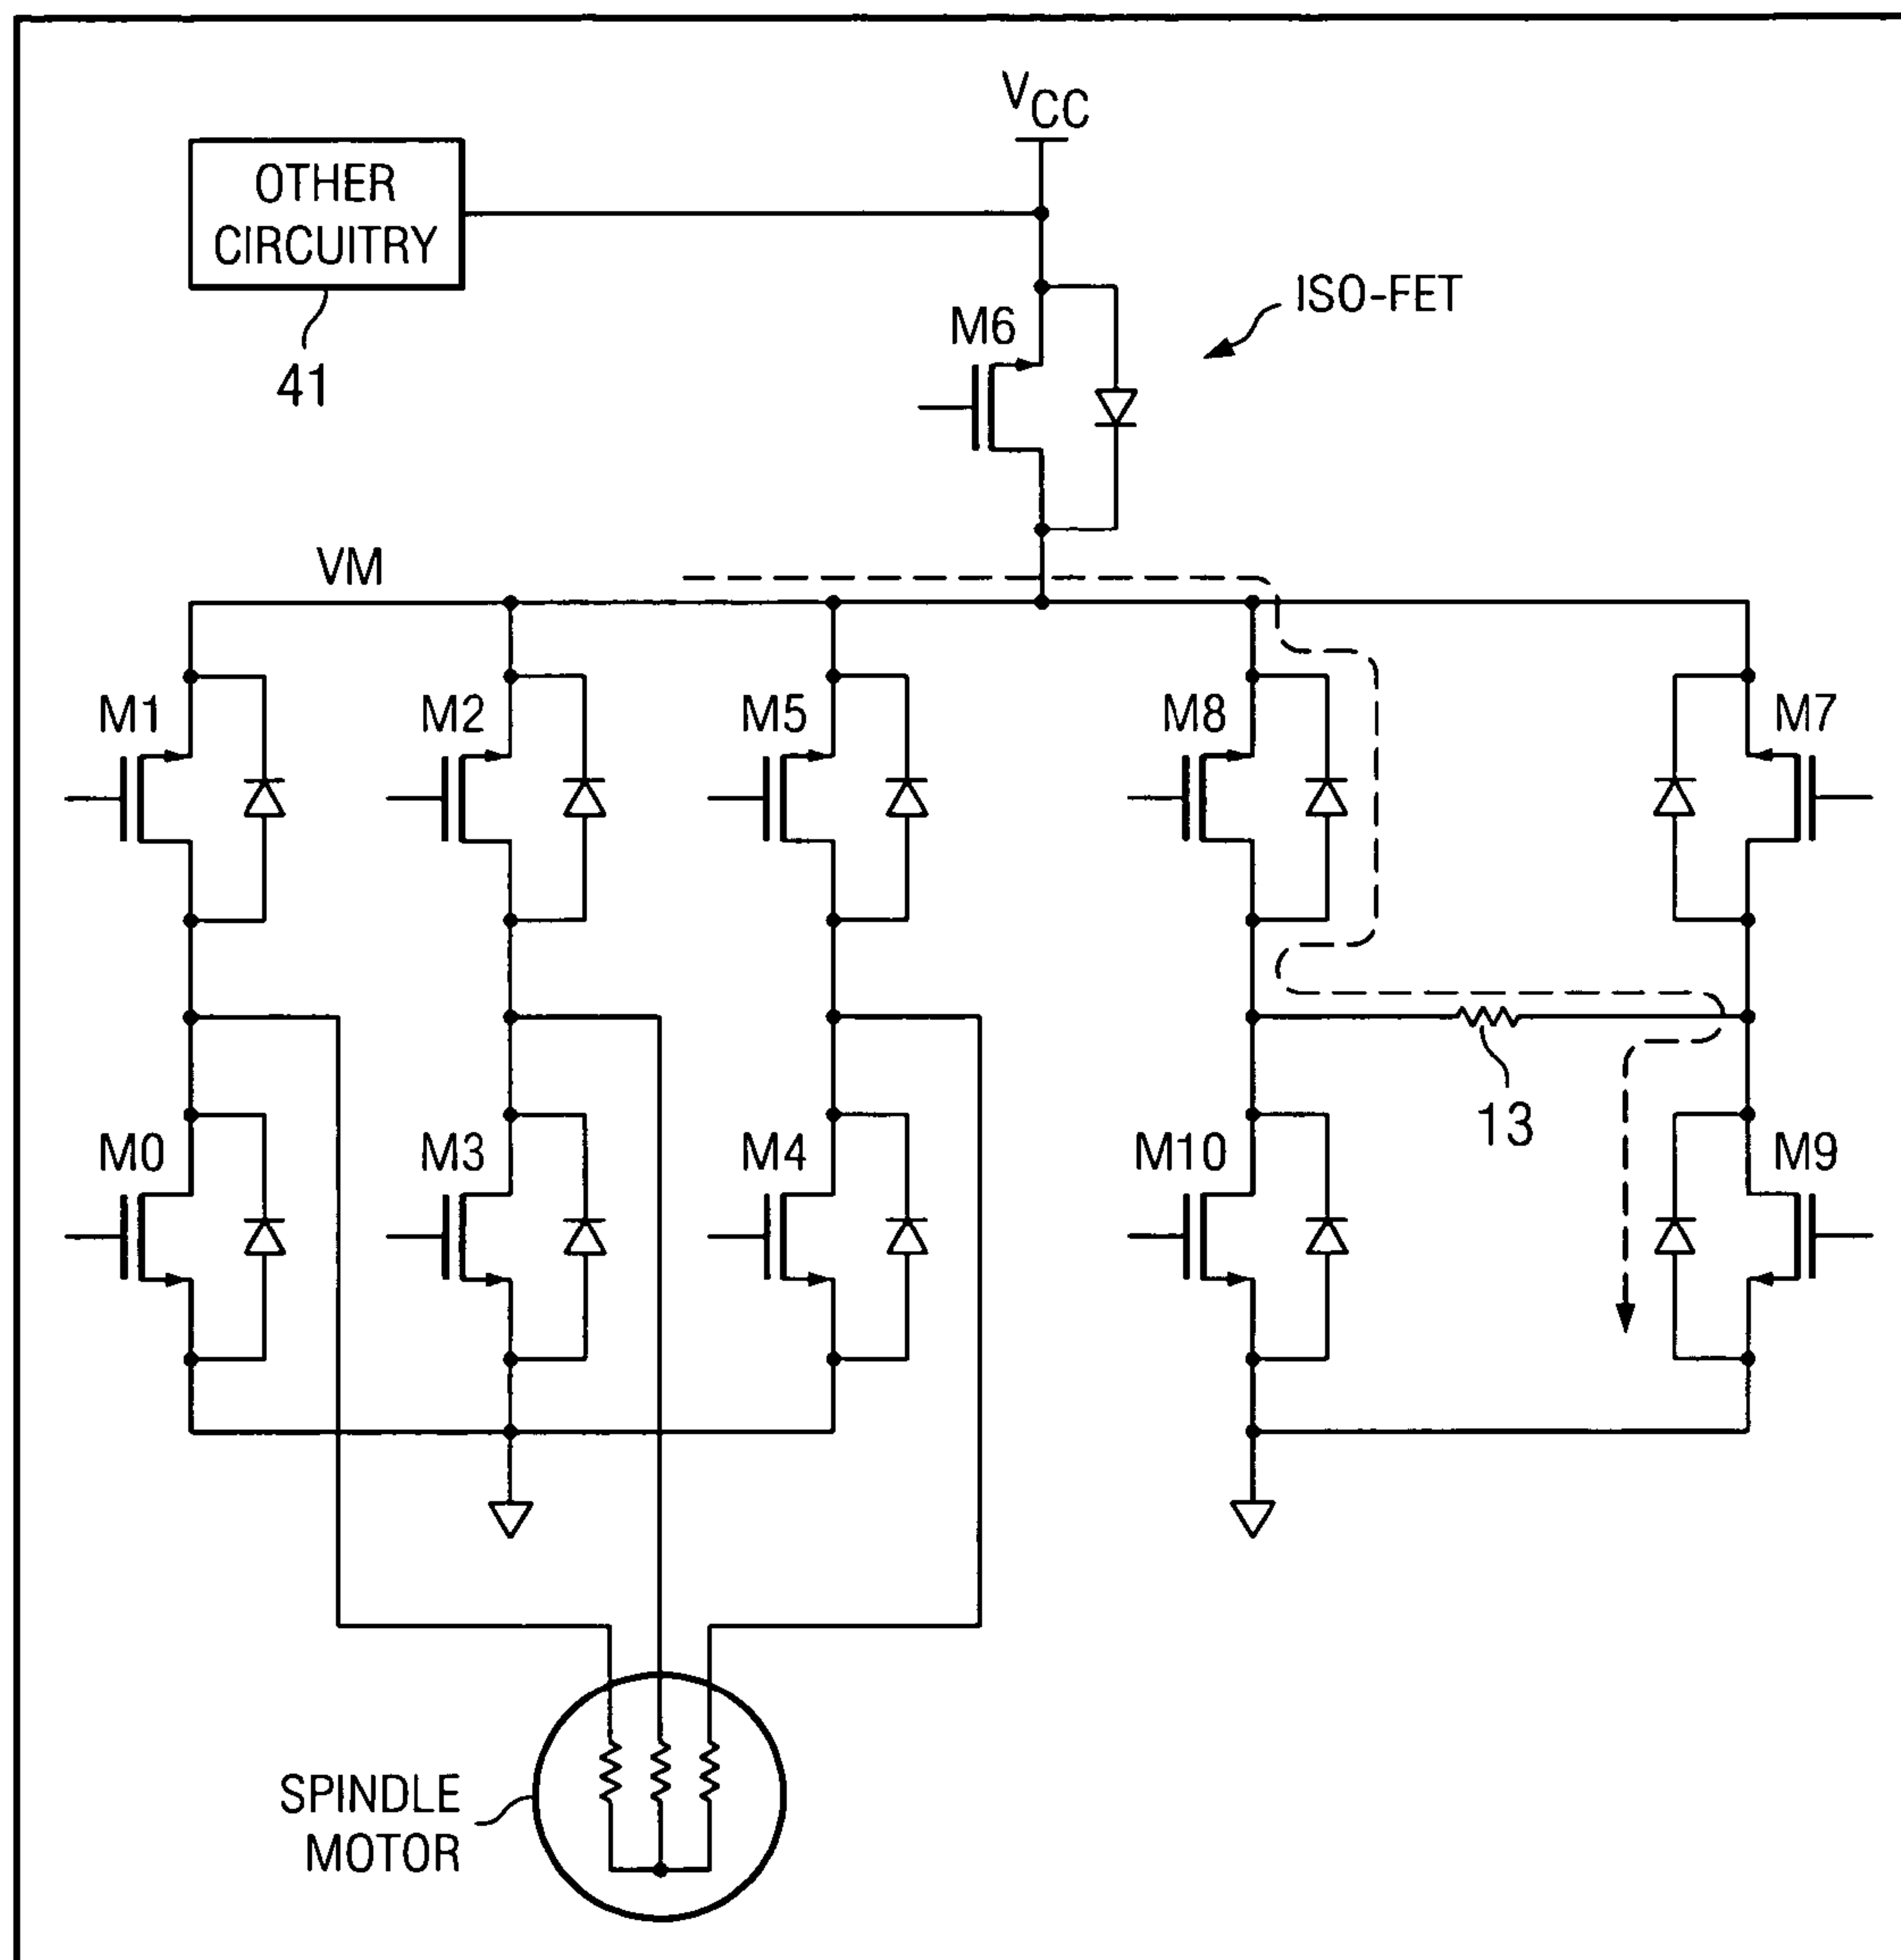 VCC
OTHER
CIRCUITRY
41
M6
ISO-FET
VM
M1
M2
M5
M8
M7
13
M0
M3
M4
M10
M9
SPINDLE
MOTOR